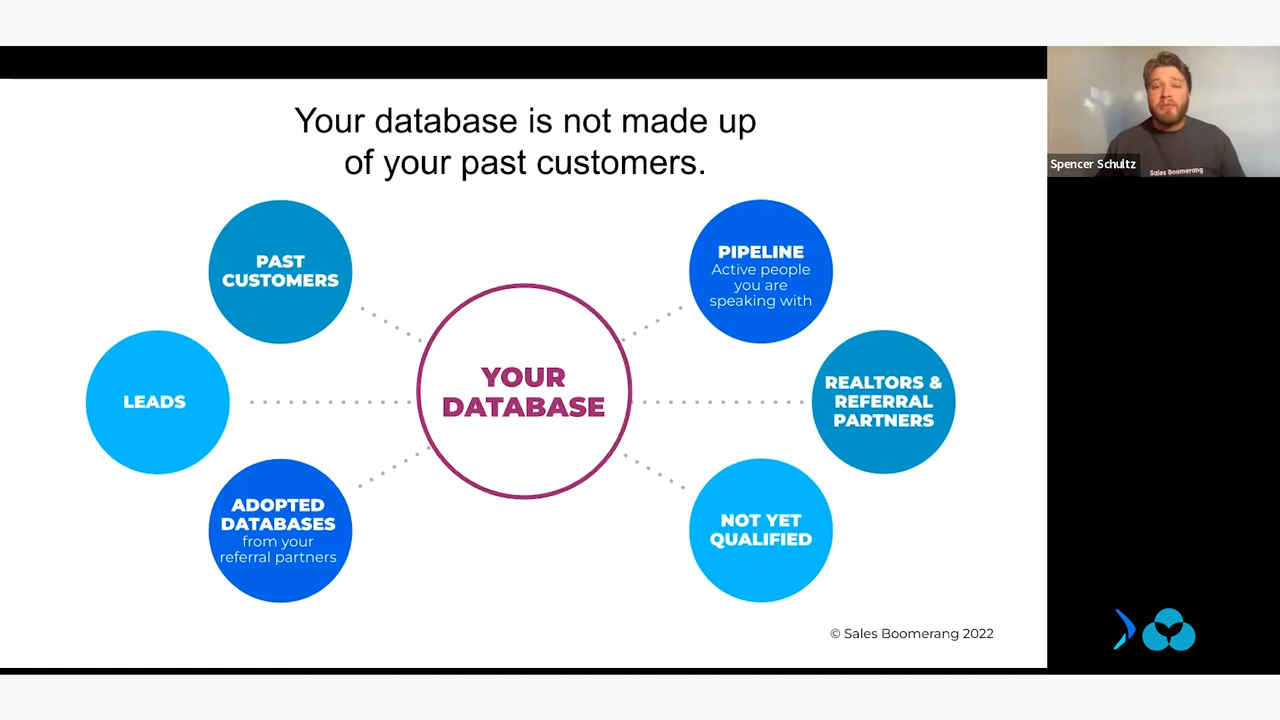 Your database is not made up
of your past customers.
PAST
CUSTOMERS
PIPELINE
Active people
you are
speaking with
LEADS
YOUR
DATABASE
REALTORS &
REFERRAL
PARTNERS
ADOPTED
DATABASES
from your
referral partners
NOT YET
QUALIFIED
© Sales Boomerang 2022
Spencer Schultz
Sales Boomerang